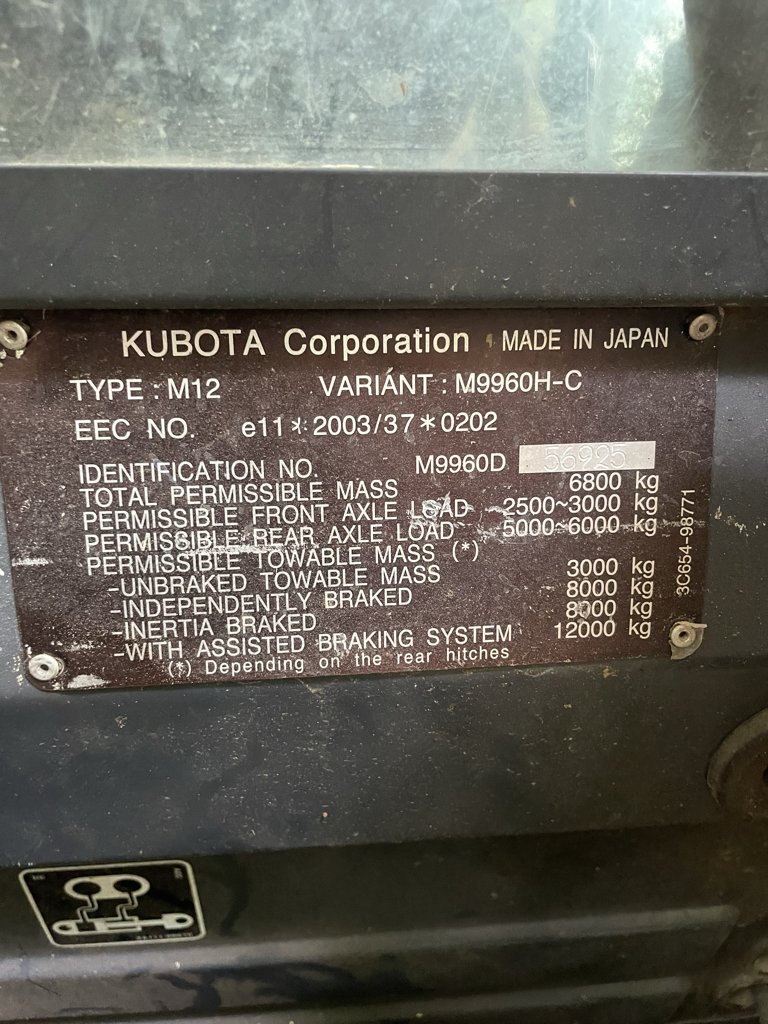 KUBOTA Corporation MADE IN JAPAN
TYPE : M12 VARIANT : M9960H-C
EEC NO. e11*2003/37*0202
IDENTIFICATION NO. M9960D 56925
TOTAL PERMISSIBLE MASS 6800 kg
PERMISSIBLE FRONT AXLE LOAD 2500~3000 kg
PERMISSIBLE REAR AXLE LOAD 5000~6000 kg
PERMISSIBLE TOWABLE MASS (*)
-UNBRAKED TOWABLE MASS 3000 kg
-INDEPENDENTLY BRAKED 8000 kg
-INERTIA BRAKED 8000 kg
-WITH ASSISTED BRAKING SYSTEM 12000 kg
(*) Depending on the rear hitches
3C654-98771